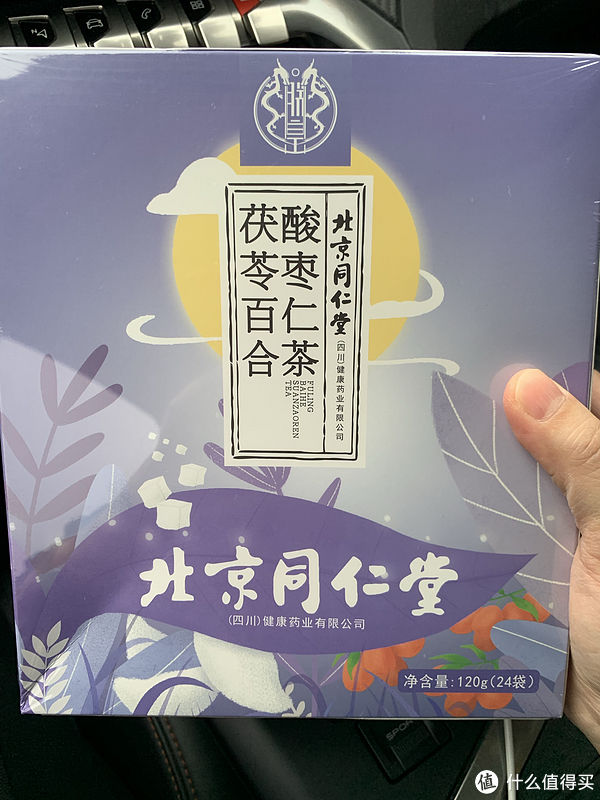 茯苓百合
酸枣仁茶
FULING
BAIHE
SUANZAOREN
TEA
北京同仁堂
(四川)健康药业有限公司
北京同仁堂
(四川)健康药业有限公司
净含量:120g(24袋)
值 什么值得买